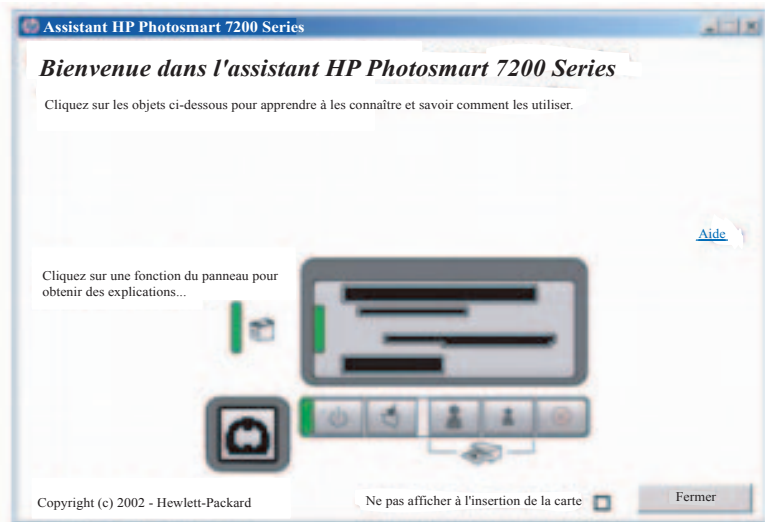 Assistant HP Photosmart 7200 Series
Bienvenue dans l'assistant HP Photosmart 7200 Series
Cliquez sur les objets ci-dessous pour apprendre à les connaître et savoir comment les utiliser.
Aide
Cliquez sur une fonction du panneau pour
obtenir des explications...
Copyright (c) 2002 - Hewlett-Packard
Ne pas afficher à l'insertion de la carte
Fermer